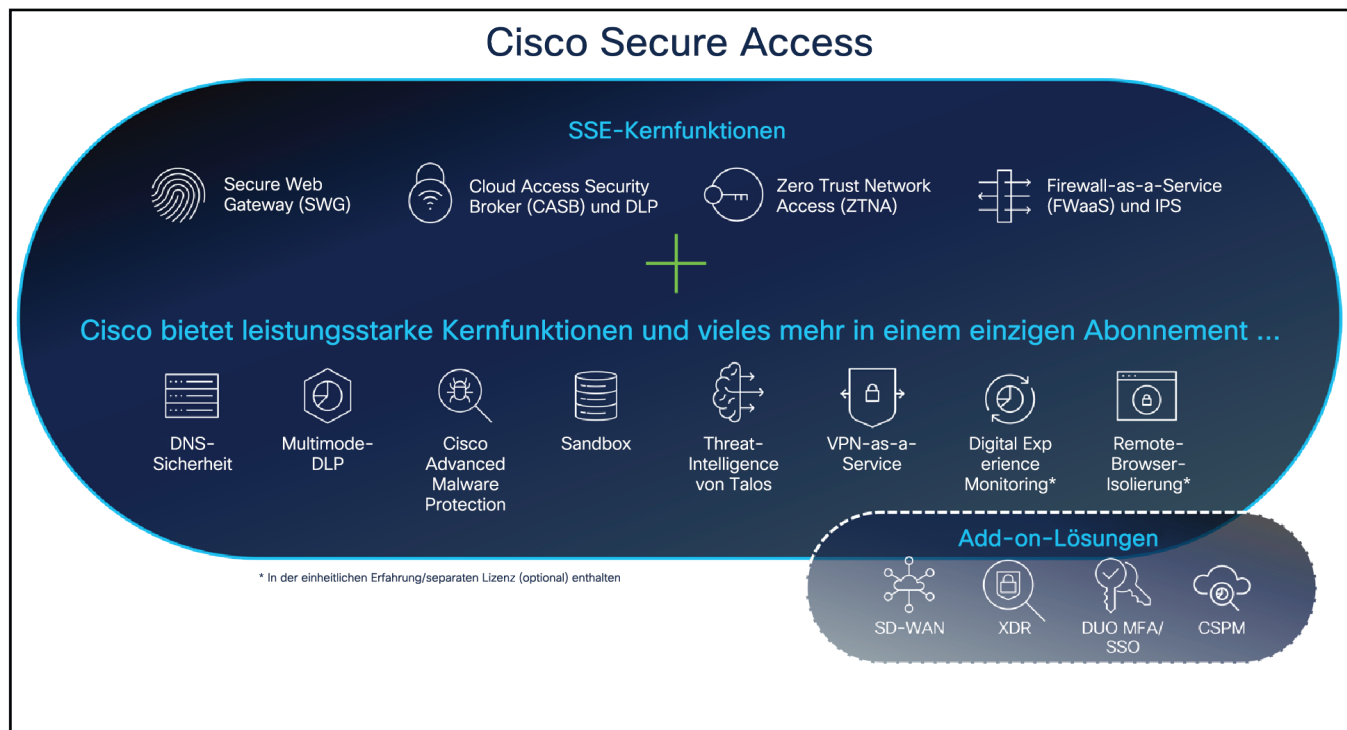 Cisco Secure Access
SSE-Kernfunktionen
Secure Web
Gateway (SWG)
Cloud Access Security
Broker (CASB) und DLP
Zero Trust Network
Access (ZTNA)
Firewall-as-a-Service
(FWaaS) und IPS
Cisco bietet leistungsstarke Kernfunktionen und vieles mehr in einem einzigen Abonnement ...
DNS-
Sicherheit
Multimode-
DLP
Cisco
Advanced
Malware
Protection
Sandbox
Threat-
Intelligence
von Talos
VPN-as-a-
Service
Digital Exp
erience
Monitoring*
Remote-
Browser-
Isolierung*
Add-on-Lösungen
SD-WAN
XDR
DUO MFA/
SSO
CSPM
* In der einheitlichen Erfahrung/separaten Lizenz (optional) enthalten